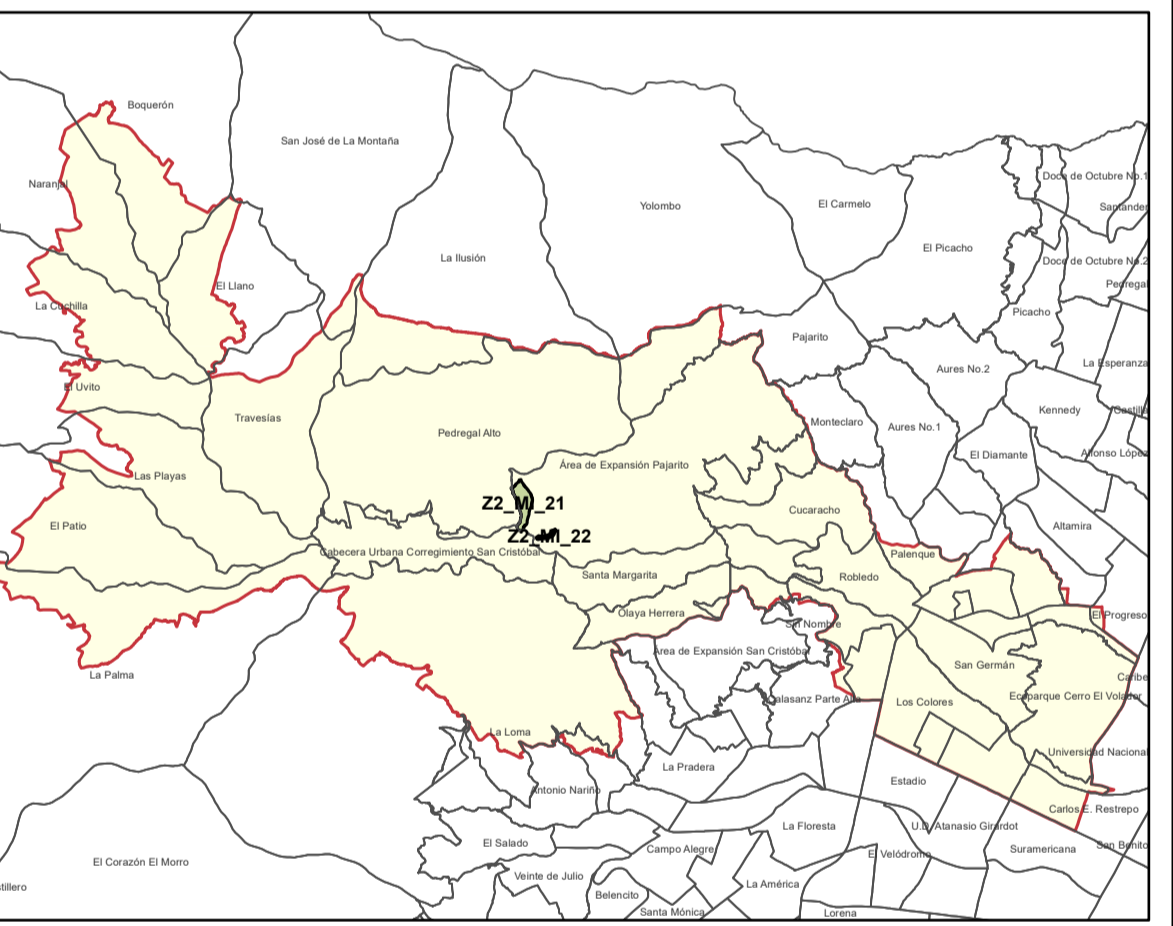 Boquerón
San José de La Montaña
Doce de Octubre No.1
Naranjal
Yolombo
El Carmelo
Santander
El Picacho
La Ilusión
Doce de Octubre No.2
El Llano
Pedregal
La Cuchilla
Picacho
Pajarito
La Esperanza
Aures No.2
El Uvito
Kennedy
Castilla
Travesías
Monteclaro
Aures No.1
Pedregal Alto
El Diamante
Alfonso López
Área de Expansión Pajarito
Las Playas
Z2_MI_21
Cucaracho
El Patio
Altamira
Z2_MI_22
Cabecera Urbana Corregimiento San Cristóbal
Palenque
Santa Margarita
Robledo
Olaya Herrera
El Progreso
Sin Nombre
Área de Expansión San Cristóbal
San Germán
La Palma
Caribe
Calasanz Parte Alta
Los Colores
Ecoparque Cerro El Volador
La Loma
Universidad Nacional
La Pradera
Estadio
Antonio Nariño
Carlos E. Restrepo
La Floresta
U.D. Atanasio Girardot
El Salado
Campo Alegre
Suramericana
San Benito
El Velódromo
El Corazón El Morro
Veinte de Julio
La América
tillero
Belencito
Santa Mónica
Lorena